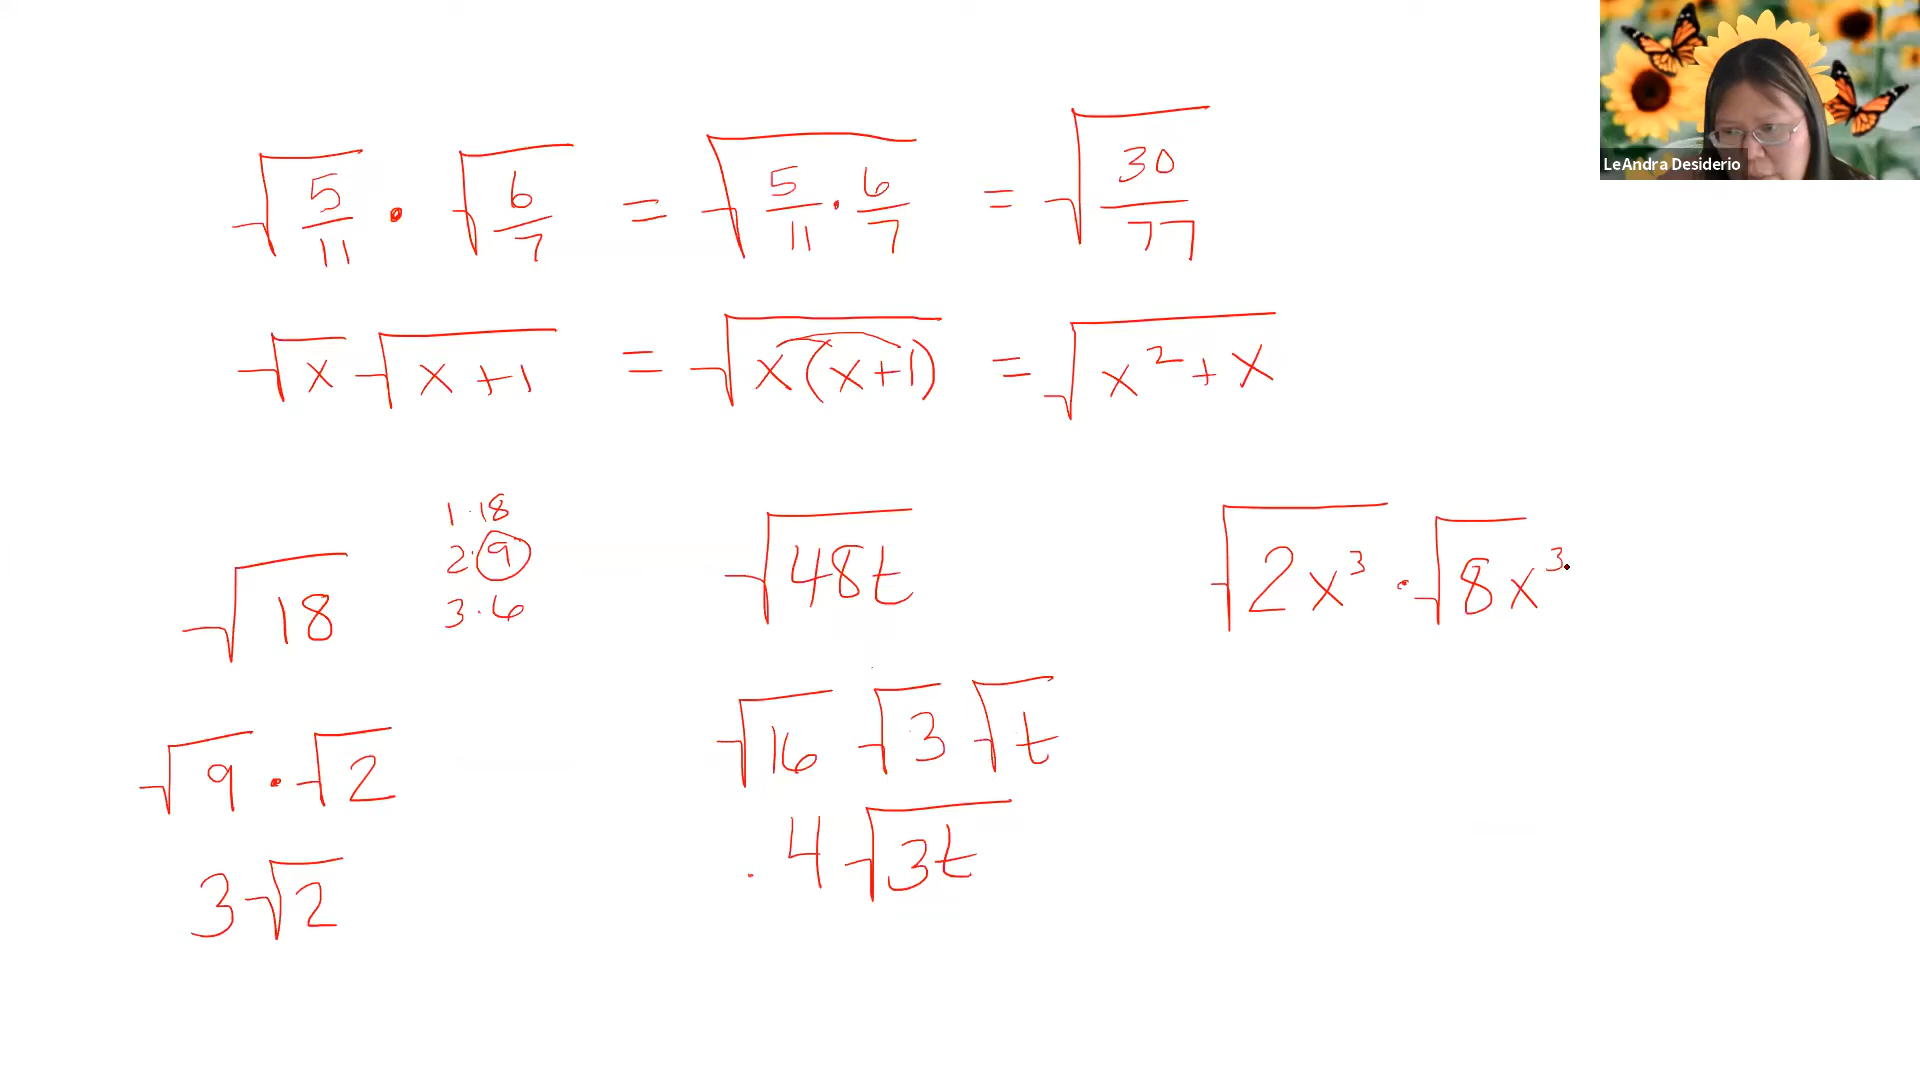 LeAndra Desiderio
√(5/11) · √(6/7) = √(5/11 · 6/7) = √(30/77)
√x √(x+1) = √(x(x+1)) = √(x²+x)
1·18
2·9
3·6
√18
√48t
√(2x³) · √(8x³)
√16 √3 √t
√9 · √2
4√3t
3√2